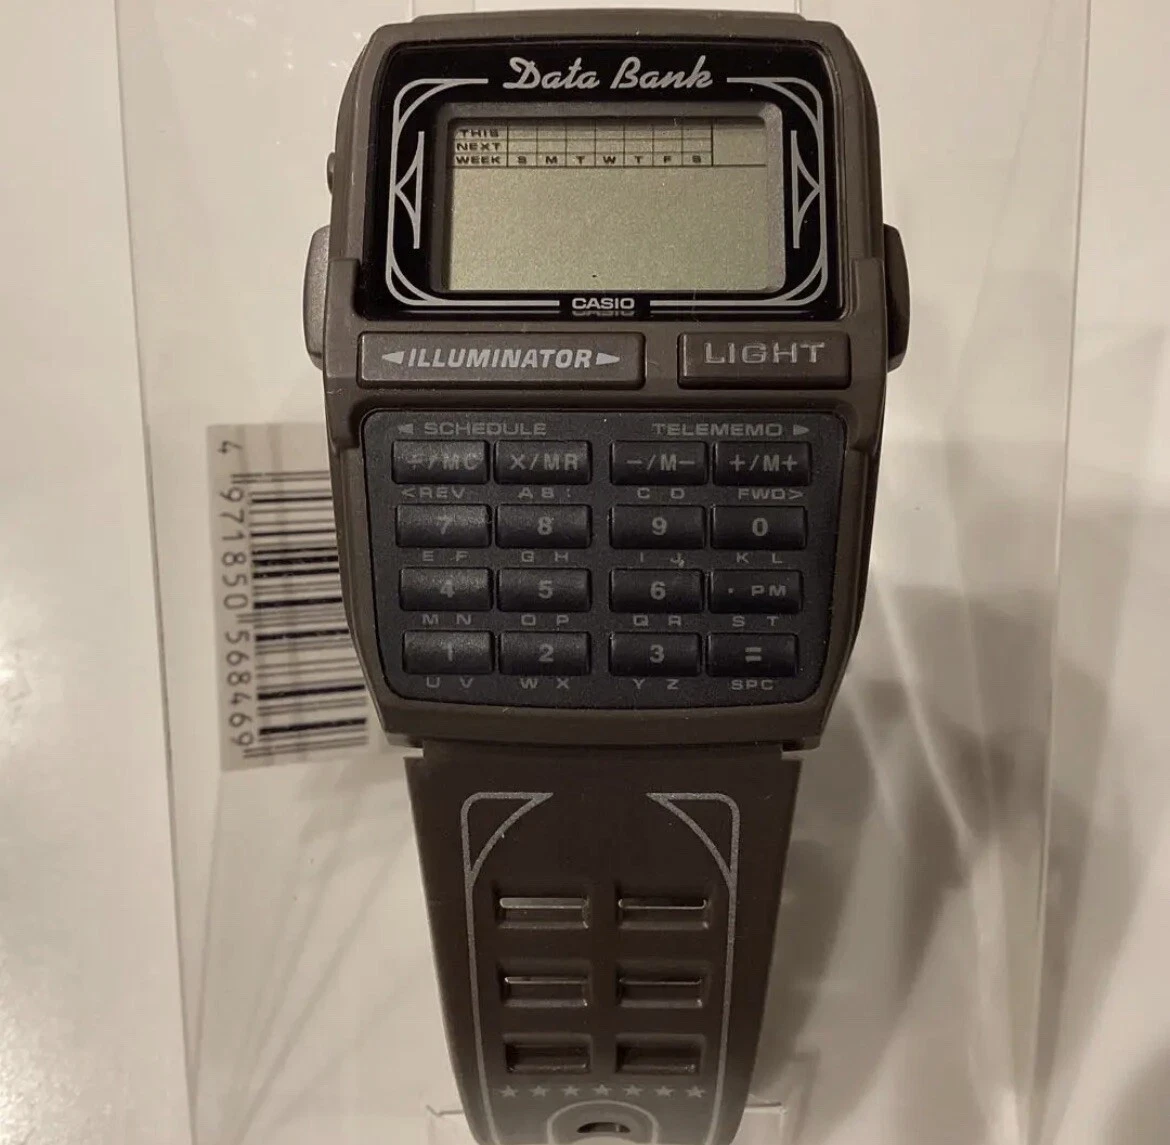 Data Bank
THIS
NEXT
WEEK S M T W T F S
CASIO
◄ILLUMINATOR► LIGHT
◄ SCHEDULE TELEMEMO ►
÷/MC ×/MR −/M− +/M+
<REV A B : C D FWD>
7 8 9 0
E F G H I J, K L
4 5 6 · PM
M N O P Q R S T
1 2 3 =
U V W X Y Z SPC
4 971850 568469